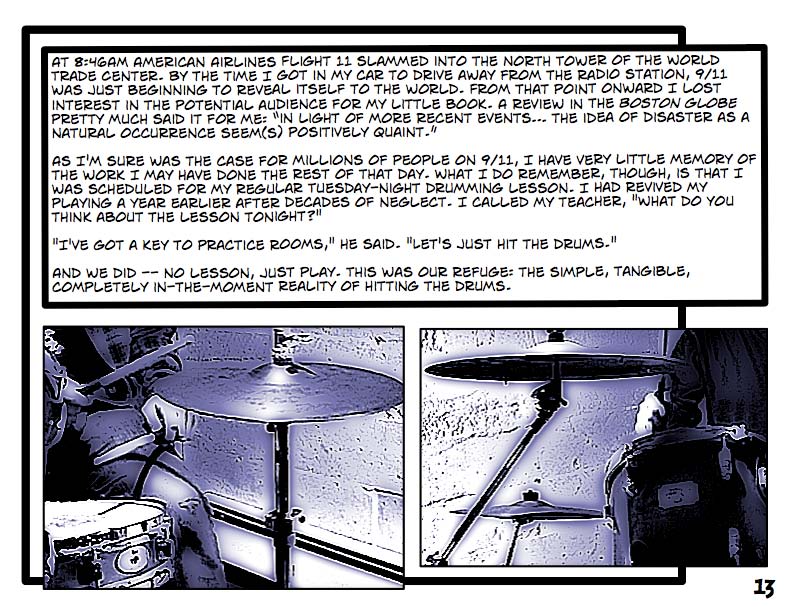 AT 8:46AM AMERICAN AIRLINES FLIGHT 11 SLAMMED INTO THE NORTH TOWER OF THE WORLD
TRADE CENTER. BY THE TIME I GOT IN MY CAR TO DRIVE AWAY FROM THE RADIO STATION, 9/11
WAS JUST BEGINNING TO REVEAL ITSELF TO THE WORLD. FROM THAT POINT ONWARD I LOST
INTEREST IN THE POTENTIAL AUDIENCE FOR MY LITTLE BOOK. A REVIEW IN THE BOSTON GLOBE
PRETTY MUCH SAID IT FOR ME: "IN LIGHT OF MORE RECENT EVENTS... THE IDEA OF DISASTER AS A
NATURAL OCCURRENCE SEEM(S) POSITIVELY QUAINT."
AS I'M SURE WAS THE CASE FOR MILLIONS OF PEOPLE ON 9/11, I HAVE VERY LITTLE MEMORY OF
THE WORK I MAY HAVE DONE THE REST OF THAT DAY. WHAT I DO REMEMBER, THOUGH, IS THAT I
WAS SCHEDULED FOR MY REGULAR TUESDAY-NIGHT DRUMMING LESSON. I HAD REVIVED MY
PLAYING A YEAR EARLIER AFTER DECADES OF NEGLECT. I CALLED MY TEACHER, "WHAT DO YOU
THINK ABOUT THE LESSON TONIGHT?"
"I'VE GOT A KEY TO PRACTICE ROOMS," HE SAID. "LET'S JUST HIT THE DRUMS."
AND WE DID -- NO LESSON, JUST PLAY. THIS WAS OUR REFUGE: THE SIMPLE, TANGIBLE,
COMPLETELY IN-THE-MOMENT REALITY OF HITTING THE DRUMS.
13